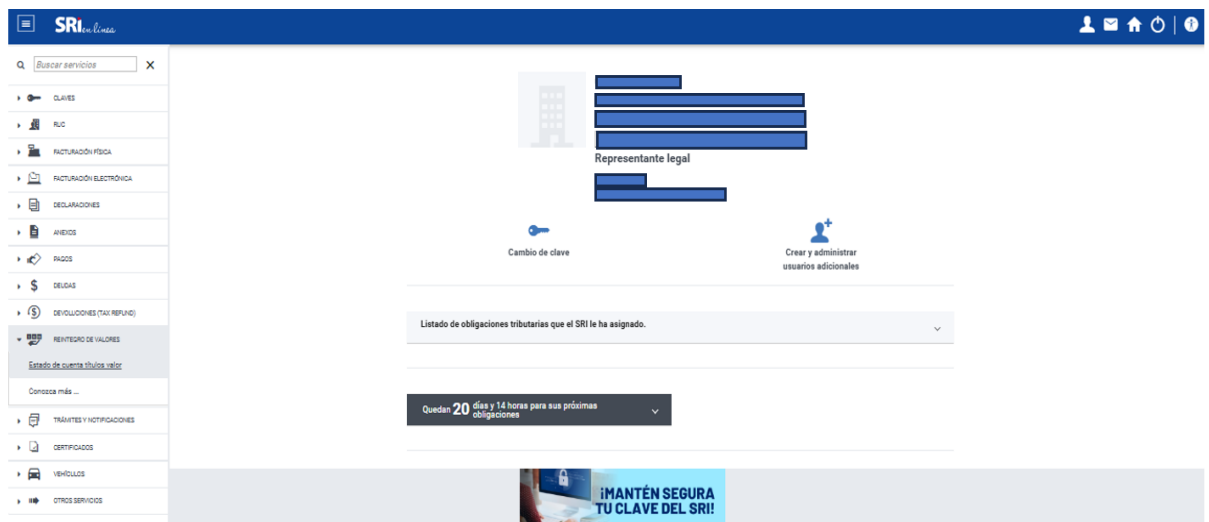 SRi en línea
Buscar servicios X
CLAVES
RUC
FACTURACIÓN FÍSICA
FACTURACIÓN ELECTRÓNICA
DECLARACIONES
ANEXOS
PAGOS
DEUDAS
DEVOLUCIONES (TAX REFUND)
REINTEGRO DE VALORES
Estado de cuenta títulos valor
Conozca más ...
TRÁMITES Y NOTIFICACIONES
CERTIFICADOS
VEHÍCULOS
OTROS SERVICIOS
Representante legal
Cambio de clave
Crear y administrar
usuarios adicionales
Listado de obligaciones tributarias que el SRI le ha asignado.
Quedan 20 días y 14 horas para sus próximas
obligaciones
¡MANTÉN SEGURA
TU CLAVE DEL SRI!